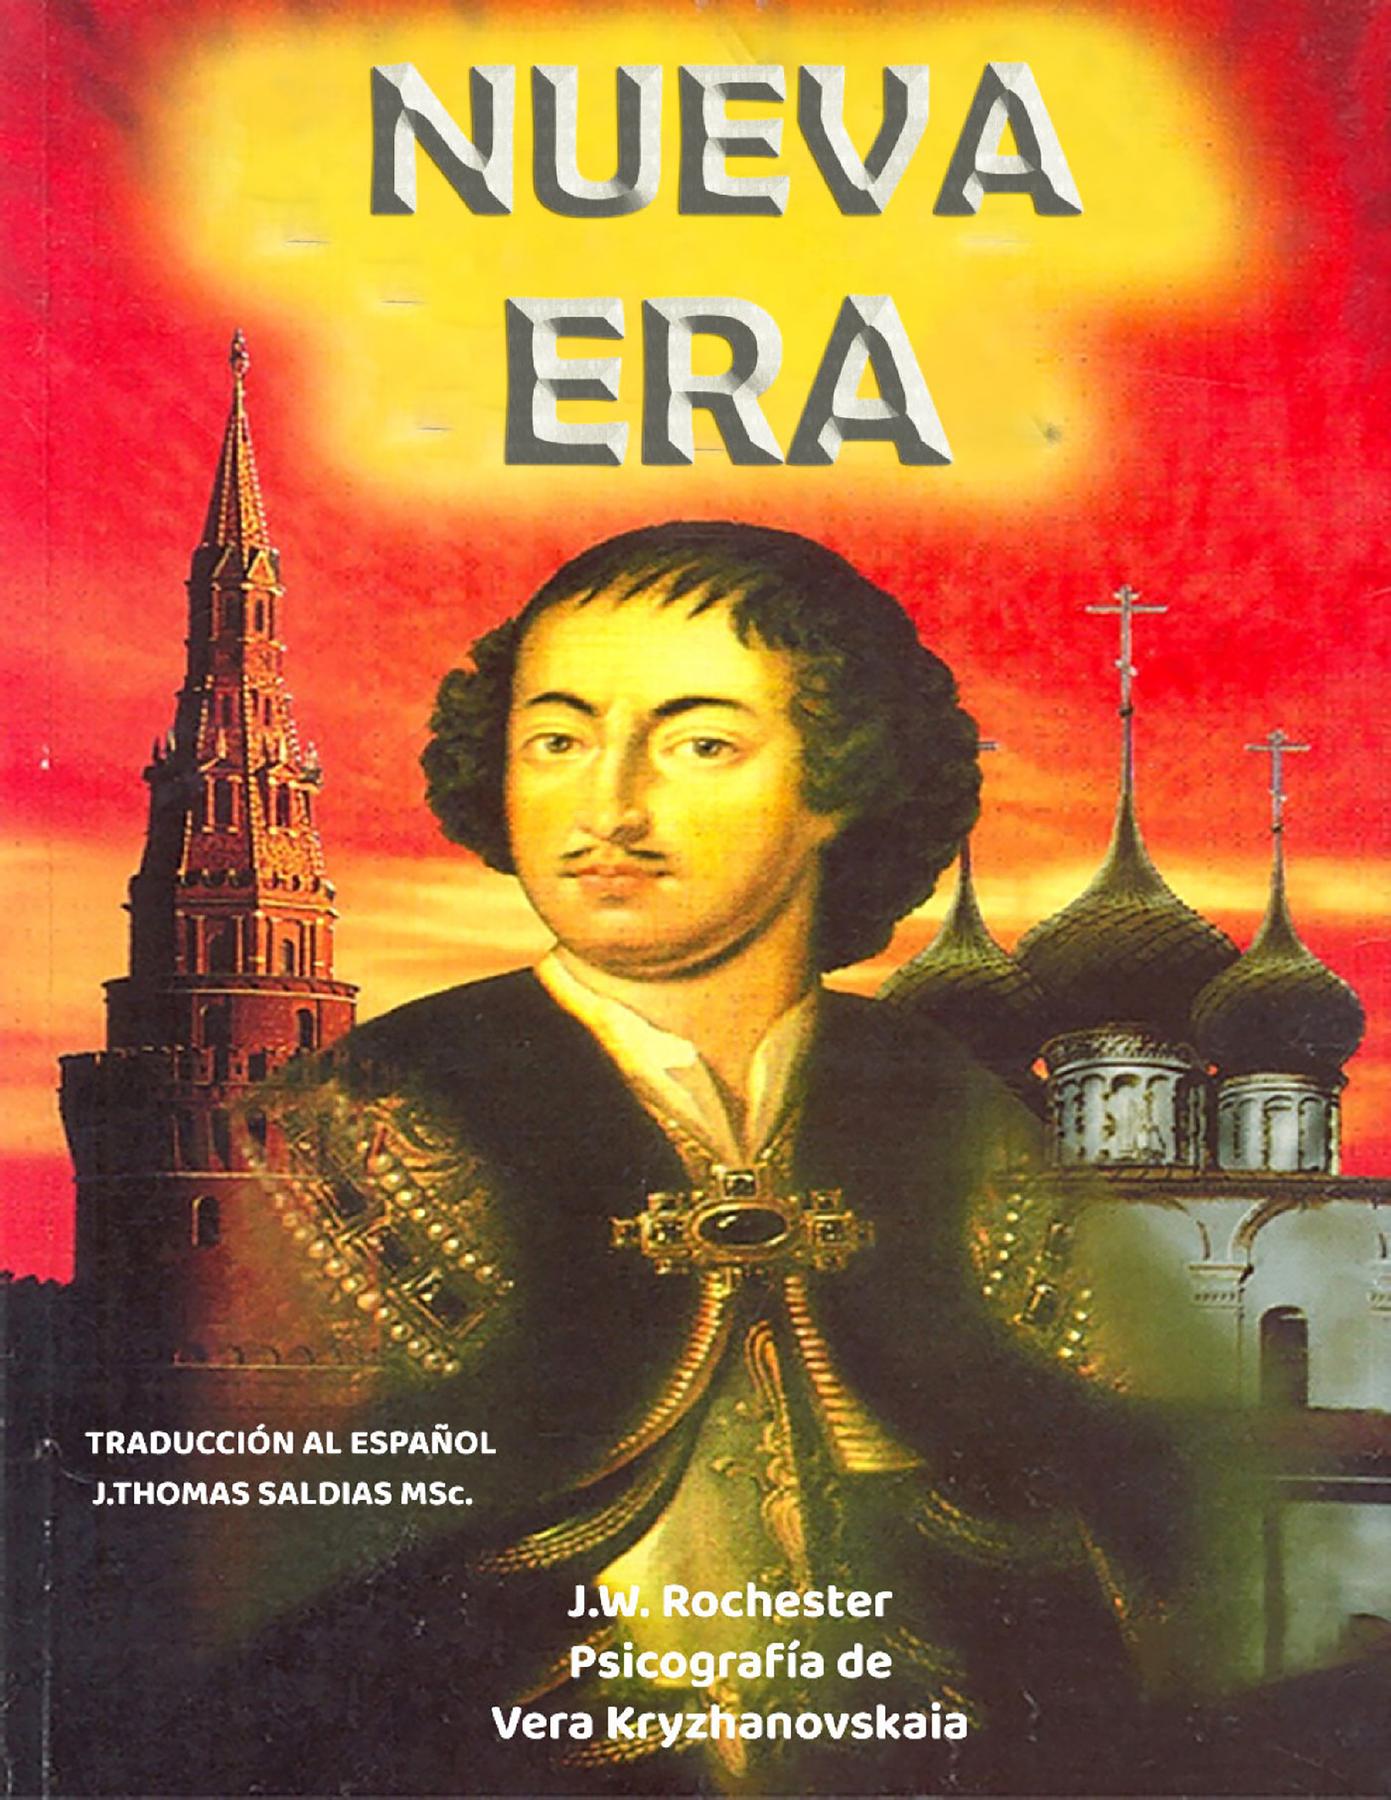 NUEVA
ERA
TRADUCCIÓN AL ESPAÑOL
J.THOMAS SALDIAS MSc.
J.W. Rochester
Psicografía de
Vera Kryzhanovskaia